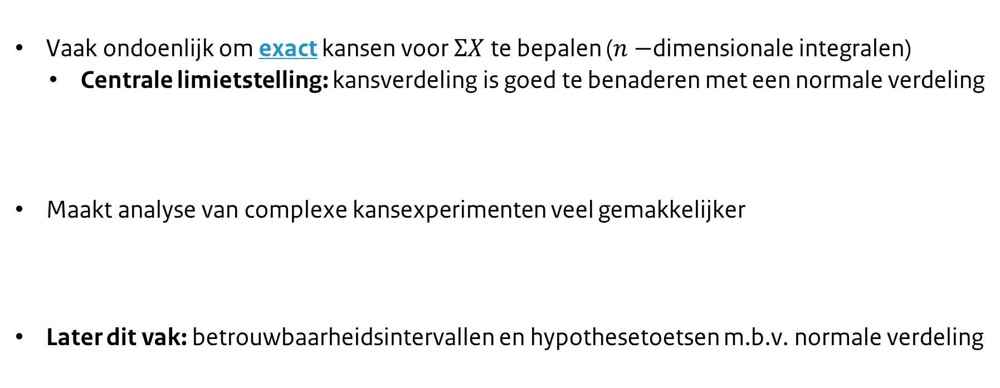 • Vaak ondoenlijk om exact kansen voor ΣX te bepalen (n −dimensionale integralen)
• Centrale limietstelling: kansverdeling is goed te benaderen met een normale verdeling
• Maakt analyse van complexe kansexperimenten veel gemakkelijker
• Later dit vak: betrouwbaarheidsintervallen en hypothesetoetsen m.b.v. normale verdeling